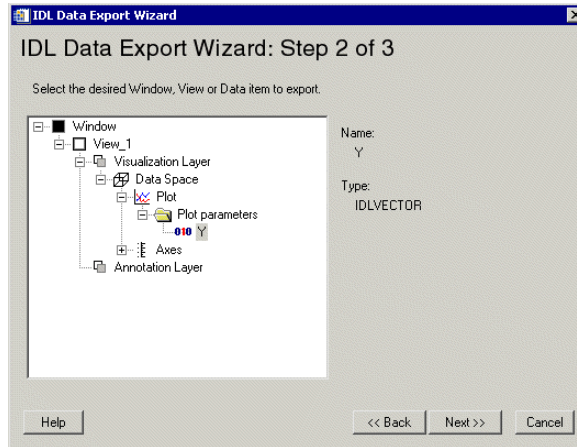 IDL Data Export Wizard
IDL Data Export Wizard: Step 2 of 3
Select the desired Window, View or Data item to export.
Window
View_1
Visualization Layer
Data Space
Plot
Plot parameters
010 Y
Axes
Annotation Layer
Name:
Y
Type:
IDLVECTOR
Help
<< Back
Next >>
Cancel